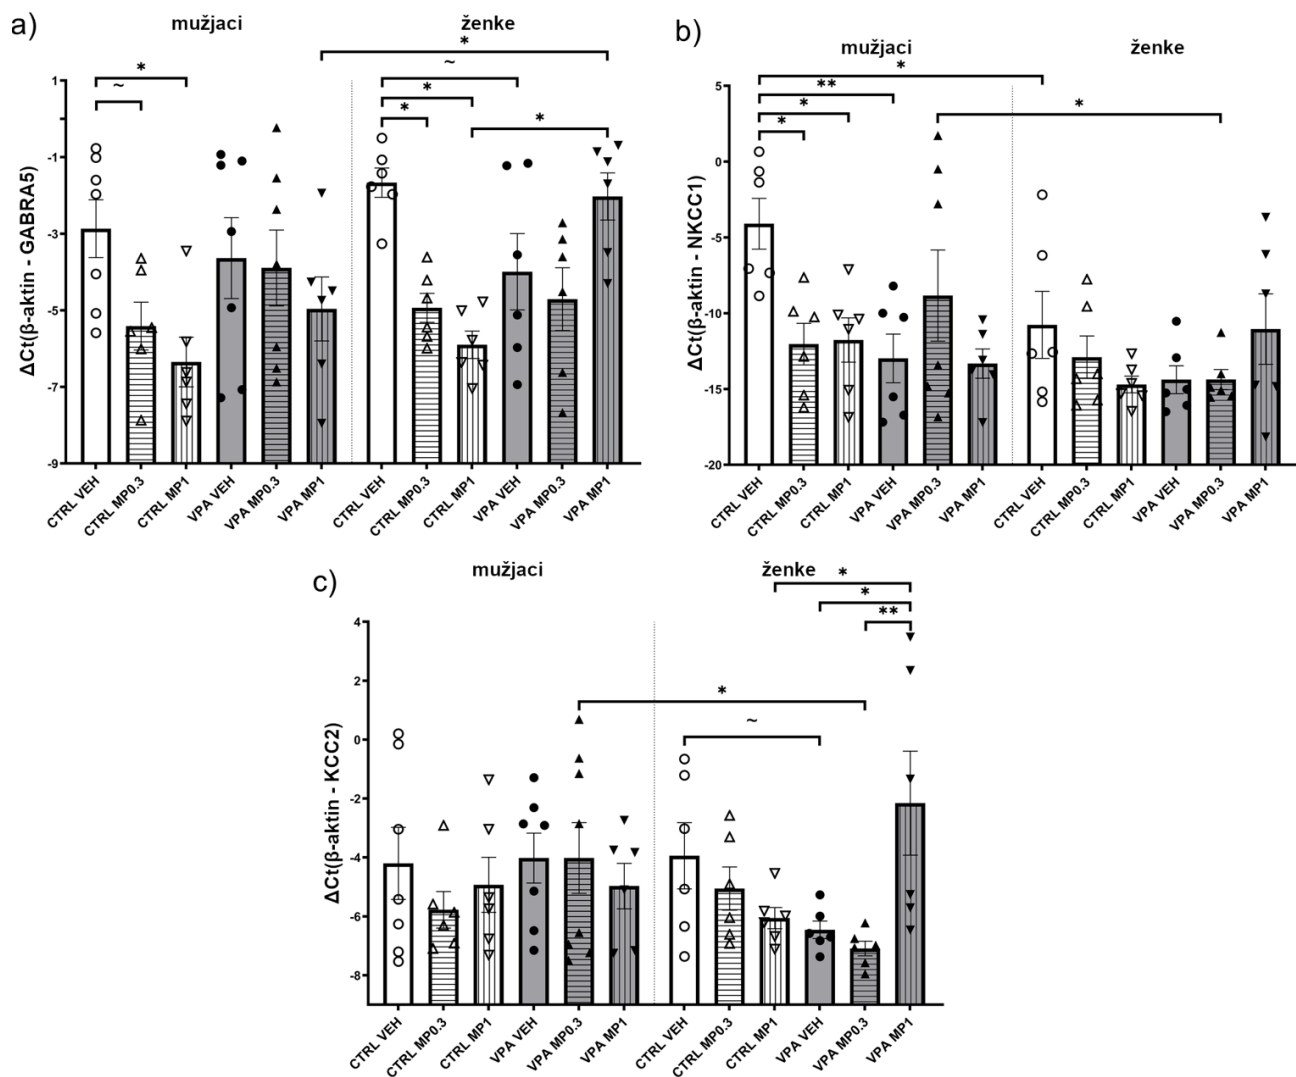 a)
mužjaci
ženke
*
~
*
~
*
*
*
1
-1
-3
-5
-7
-9
ΔCt(β-aktin - GABRA5)
CTRL VEH
CTRL MP0.3
CTRL MP1
VPA VEH
VPA MP0.3
VPA MP1
CTRL VEH
CTRL MP0.3
CTRL MP1
VPA VEH
VPA MP0.3
VPA MP1
b)
mužjaci
ženke
*
**
*
*
*
5
0
-5
-10
-15
-20
ΔCt(β-aktin - NKCC1)
CTRL VEH
CTRL MP0.3
CTRL MP1
VPA VEH
VPA MP0.3
VPA MP1
CTRL VEH
CTRL MP0.3
CTRL MP1
VPA VEH
VPA MP0.3
VPA MP1
c)
mužjaci
ženke
*
*
**
*
~
4
2
0
-2
-4
-6
-8
ΔCt(β-aktin - KCC2)
CTRL VEH
CTRL MP0.3
CTRL MP1
VPA VEH
VPA MP0.3
VPA MP1
CTRL VEH
CTRL MP0.3
CTRL MP1
VPA VEH
VPA MP0.3
VPA MP1